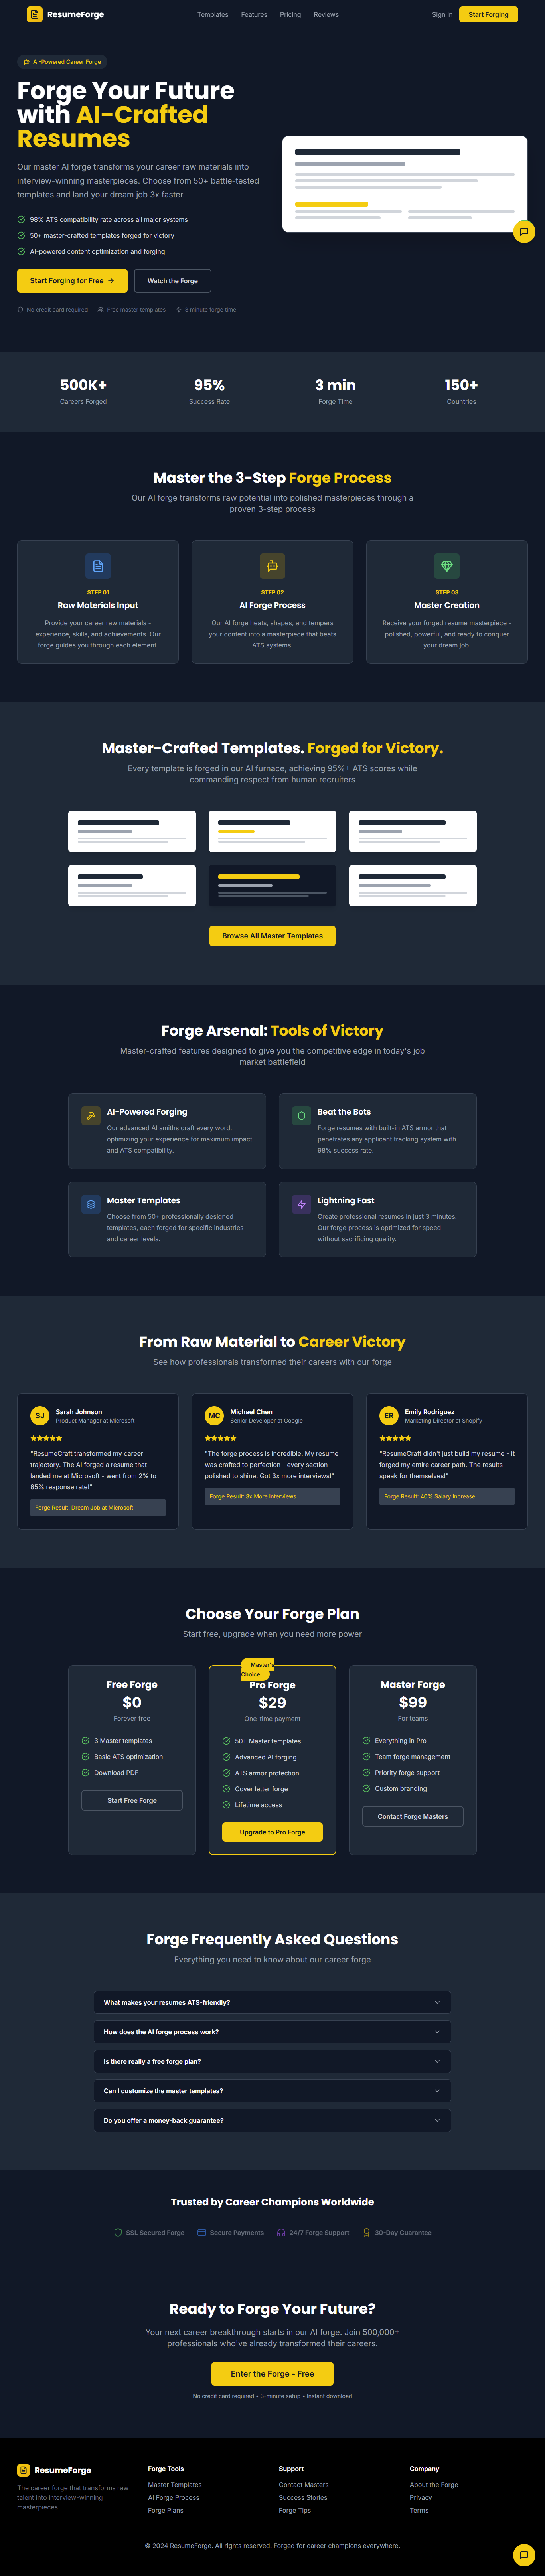 ResumeForge
Templates Features Pricing Reviews
Sign In Start Forging
AI-Powered Career Forge
Forge Your Future
with AI-Crafted
Resumes
Our master AI forge transforms your career raw materials into
interview-winning masterpieces. Choose from 50+ battle-tested
templates and land your dream job 3x faster.
98% ATS compatibility rate across all major systems
50+ master-crafted templates forged for victory
AI-powered content optimization and forging
Start Forging for Free
Watch the Forge
No credit card required Free master templates 3 minute forge time
500K+ 95% 3 min 150+
Careers Forged Success Rate Forge Time Countries
Master the 3-Step Forge Process
Our AI forge transforms raw potential into polished masterpieces through a
proven 3-step process
STEP 01
Raw Materials Input
Provide your career raw materials -
experience, skills, and achievements. Our
forge guides you through each element.
STEP 02
AI Forge Process
Our AI forge heats, shapes, and tempers
your content into a masterpiece that beats
ATS systems.
STEP 03
Master Creation
Receive your forged resume masterpiece -
polished, powerful, and ready to conquer
your dream job.
Master-Crafted Templates. Forged for Victory.
Every template is forged in our AI furnace, achieving 95%+ ATS scores while
commanding respect from human recruiters
Browse All Master Templates
Forge Arsenal: Tools of Victory
Master-crafted features designed to give you the competitive edge in today's job
market battlefield
AI-Powered Forging
Our advanced AI smiths craft every word,
optimizing your experience for maximum impact
and ATS compatibility.
Beat the Bots
Forge resumes with built-in ATS armor that
penetrates any applicant tracking system with
98% success rate.
Master Templates
Choose from 50+ professionally designed
templates, each forged for specific industries
and career levels.
Lightning Fast
Create professional resumes in just 3 minutes.
Our forge process is optimized for speed
without sacrificing quality.
From Raw Material to Career Victory
See how professionals transformed their careers with our forge
SJ
Sarah Johnson
Product Manager at Microsoft
"ResumeCraft transformed my career
trajectory. The AI forged a resume that
landed me at Microsoft - went from 2% to
85% response rate!"
Forge Result: Dream Job at Microsoft
MC
Michael Chen
Senior Developer at Google
"The forge process is incredible. My resume
was crafted to perfection - every section
polished to shine. Got 3x more interviews!"
Forge Result: 3x More Interviews
ER
Emily Rodriguez
Marketing Director at Shopify
"ResumeCraft didn't just build my resume - it
forged my entire career path. The results
speak for themselves!"
Forge Result: 40% Salary Increase
Choose Your Forge Plan
Start free, upgrade when you need more power
Free Forge
$0
Forever free
3 Master templates
Basic ATS optimization
Download PDF
Start Free Forge
Master's
Choice
Pro Forge
$29
One-time payment
50+ Master templates
Advanced AI forging
ATS armor protection
Cover letter forge
Lifetime access
Upgrade to Pro Forge
Master Forge
$99
For teams
Everything in Pro
Team forge management
Priority forge support
Custom branding
Contact Forge Masters
Forge Frequently Asked Questions
Everything you need to know about our career forge
What makes your resumes ATS-friendly?
How does the AI forge process work?
Is there really a free forge plan?
Can I customize the master templates?
Do you offer a money-back guarantee?
Trusted by Career Champions Worldwide
SSL Secured Forge Secure Payments 24/7 Forge Support 30-Day Guarantee
Ready to Forge Your Future?
Your next career breakthrough starts in our AI forge. Join 500,000+
professionals who've already transformed their careers.
Enter the Forge - Free
No credit card required • 3-minute setup • Instant download
ResumeForge
The career forge that transforms raw
talent into interview-winning
masterpieces.
Forge Tools
Master Templates
AI Forge Process
Forge Plans
Support
Contact Masters
Success Stories
Forge Tips
Company
About the Forge
Privacy
Terms
© 2024 ResumeForge. All rights reserved. Forged for career champions everywhere.